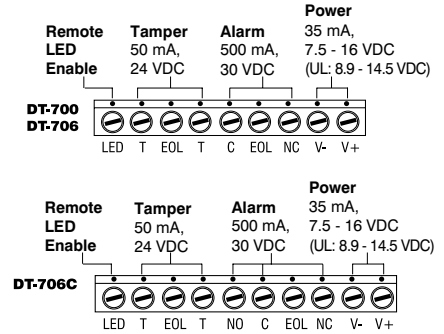 Power
Remote Tamper Alarm 35 mA,
LED 50 mA, 500 mA, 7.5 - 16 VDC
Enable 24 VDC 30 VDC (UL: 8.9 - 14.5 VDC)
DT-700
DT-706
LED T EOL T C EOL NC V- V+
Power
Remote Tamper Alarm 35 mA,
LED 50 mA, 500 mA, 7.5 - 16 VDC
Enable 24 VDC 30 VDC (UL: 8.9 - 14.5 VDC)
DT-706C
LED T EOL T NO C EOL NC V- V+